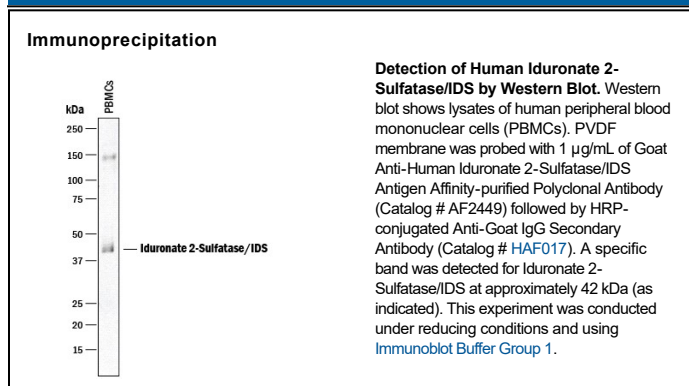 Immunoprecipitation
kDa
PBMCs
250
150
100
75
50
37
25
20
15
Iduronate 2-Sulfatase/IDS
Detection of Human Iduronate 2-
Sulfatase/IDS by Western Blot. Western
blot shows lysates of human peripheral blood
mononuclear cells (PBMCs). PVDF
membrane was probed with 1 µg/mL of Goat
Anti-Human Iduronate 2-Sulfatase/IDS
Antigen Affinity-purified Polyclonal Antibody
(Catalog # AF2449) followed by HRP-
conjugated Anti-Goat IgG Secondary
Antibody (Catalog # HAF017). A specific
band was detected for Iduronate 2-
Sulfatase/IDS at approximately 42 kDa (as
indicated). This experiment was conducted
under reducing conditions and using
Immunoblot Buffer Group 1.